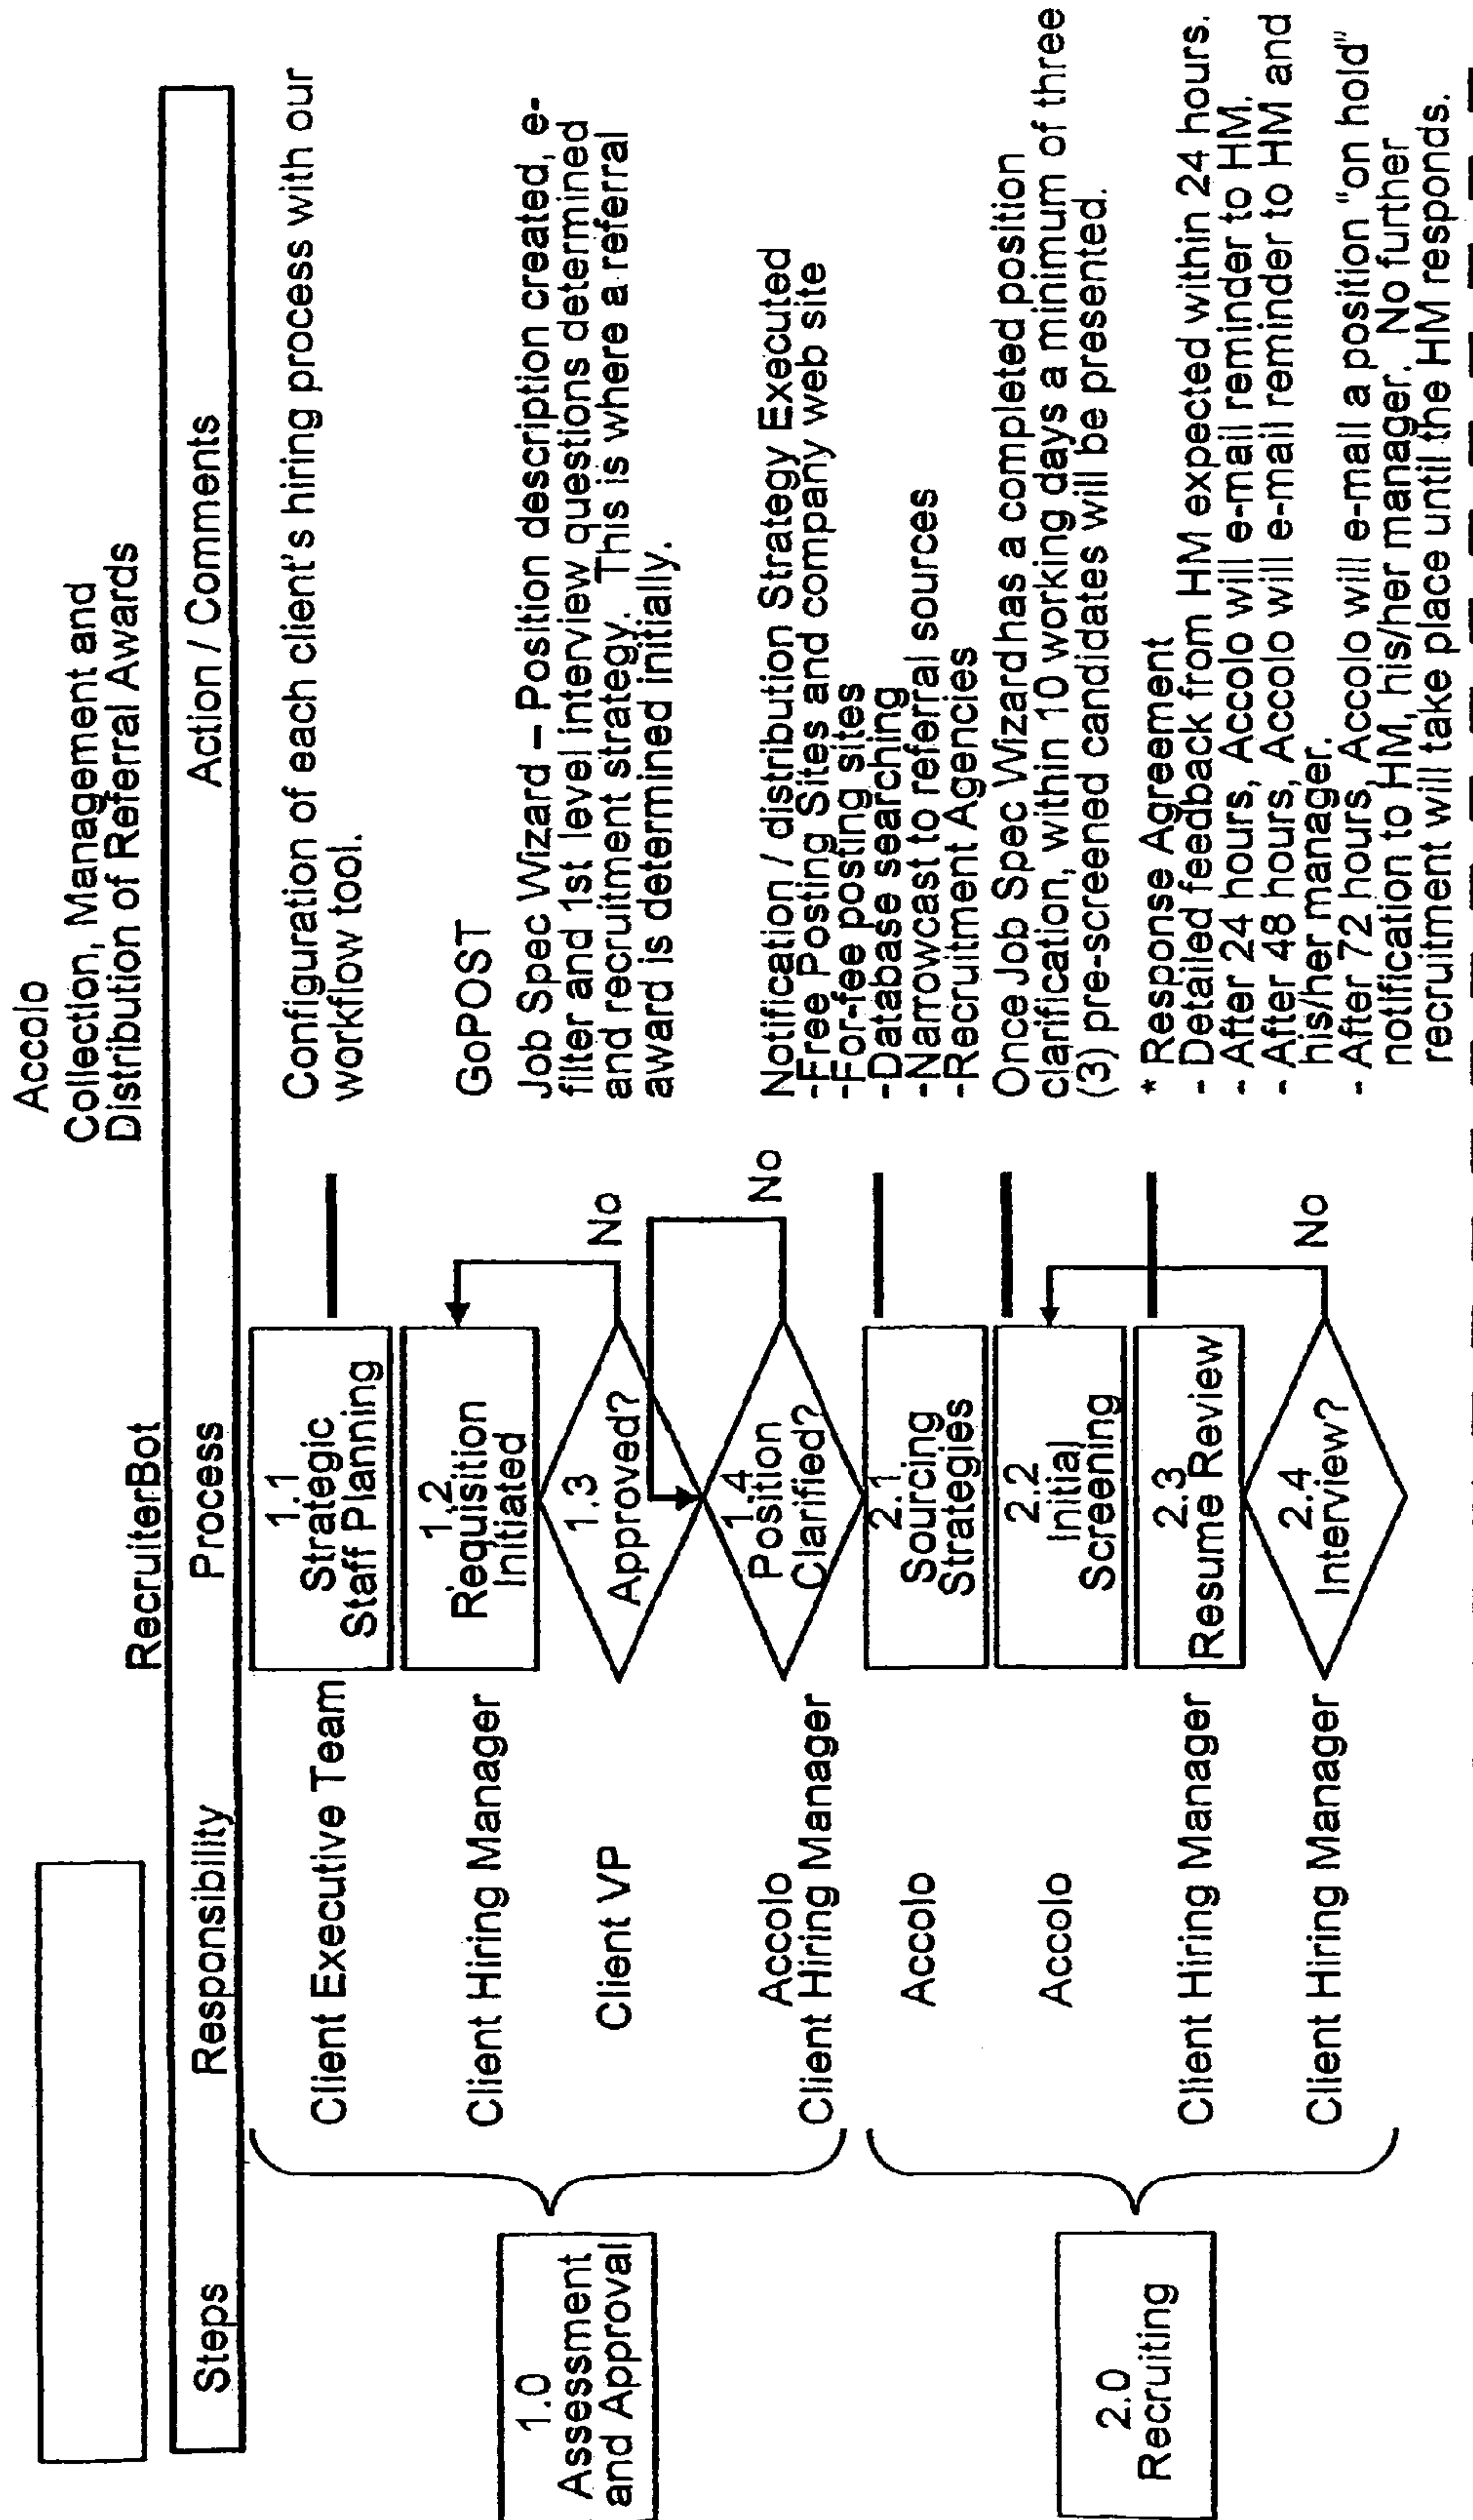 Accolo
Collection, Management and
Distribution of Referral Awards
RecruiterBot
Steps
Responsibility
Process
Action / Comments
1.0
Assessment
and Approval
Client Executive Team
1.1
Strategic
Staff Planning
Configuration of each client's hiring process with our
workflow tool.
Client Hiring Manager
1.2
Requisition
Initiated
GoPOST
Job Spec Wizard – Position description created, e-
filter and 1st level interview questions determined
and recruitment strategy. This is where a referral
award is determined initially.
Client VP
1.3
Approved?
No
Accolo
Client Hiring Manager
1.4
Position
Clarified?
No
Notification / distribution Strategy Executed
-Free Posting Sites and company web site
-For-fee posting sites
-Database searching
-Narrowcast to referral sources
-Recruitment Agencies
2.0
Recruiting
Accolo
2.1
Sourcing
Strategies
Accolo
2.2
Initial
Screening
Once Job Spec Wizard has a completed position
clarification, within 10 working days a minimum of three
(3) pre-screened candidates will be presented.
Client Hiring Manager
2.3
Resume Review
* Response Agreement
- Detailed feedback from HM expected within 24 hours.
- After 24 hours, Accolo will e-mail reminder to HM.
- After 48 hours, Accolo will e-mail reminder to HM and
his/her manager.
- After 72 hours, Accolo will e-mail a position "on hold"
notification to HM, his/her manager. No further
recruitment will take place until the HM responds.
Client Hiring Manager
2.4
Interview?
No